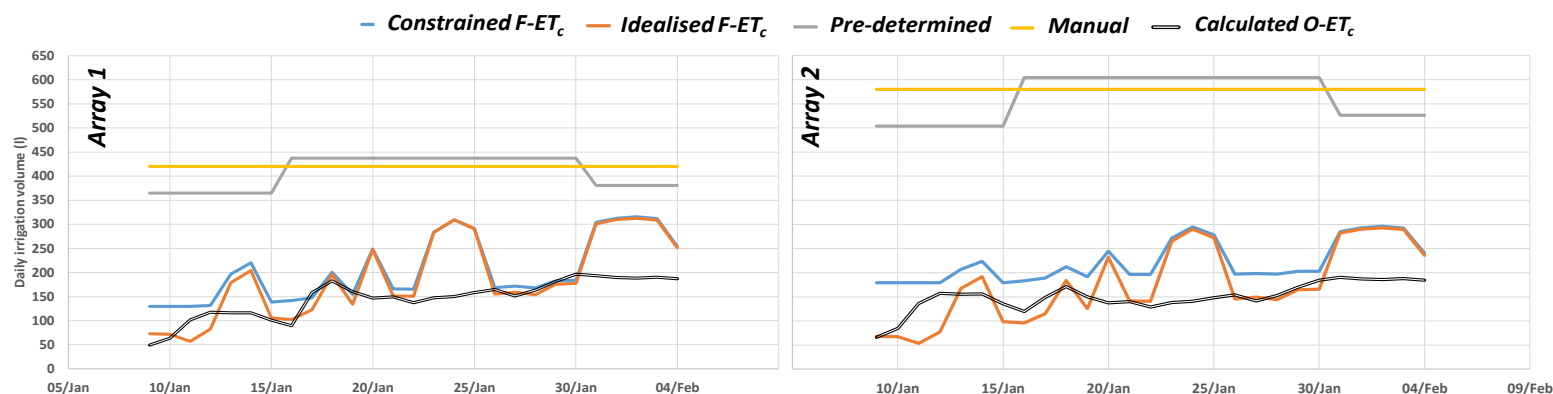 Constrained F-ETc Idealised F-ETc Pre-determined Manual Calculated O-ETc
Array 1
Daily irrigation volume (l)
650
600
550
500
450
400
350
300
250
200
150
100
50
0
05/Jan 10/Jan 15/Jan 20/Jan 25/Jan 30/Jan 04/Feb
Array 2
10/Jan 15/Jan 20/Jan 25/Jan 30/Jan 04/Feb 09/Feb